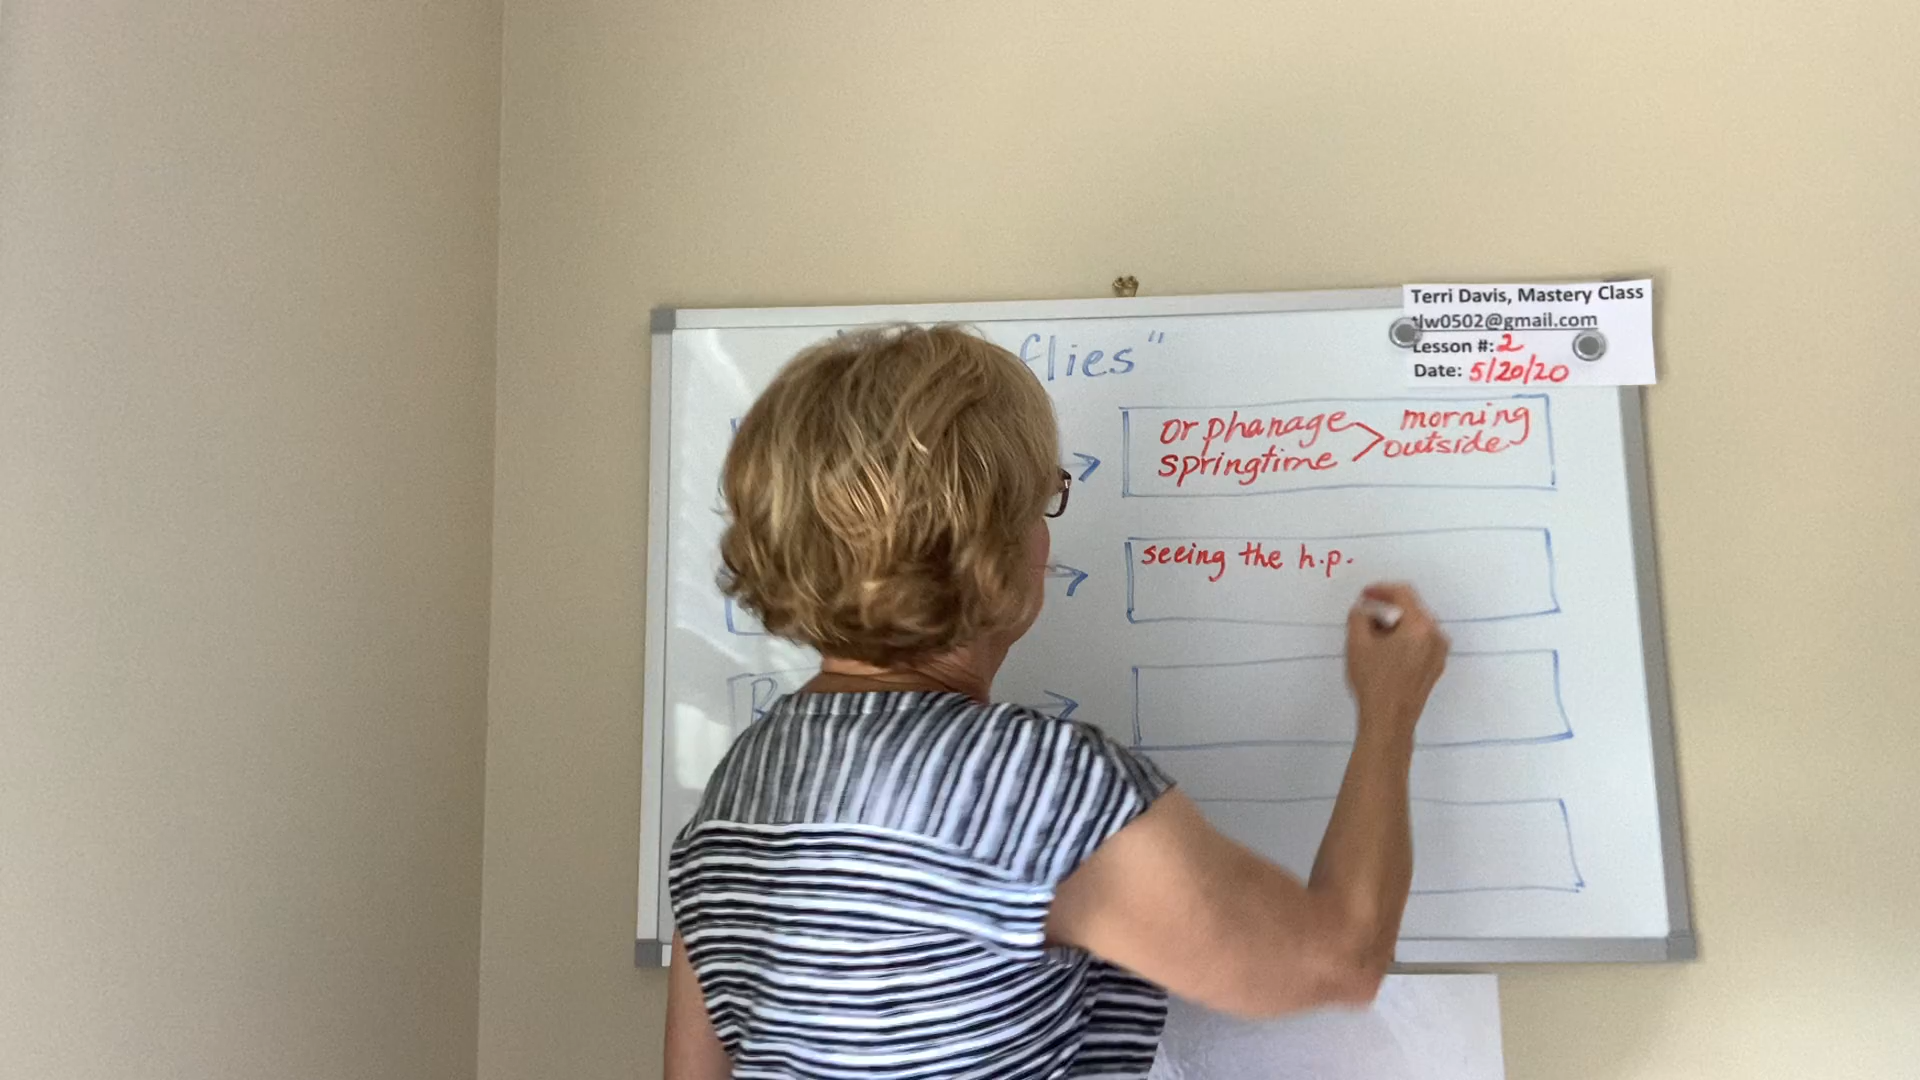 flies"
Terri Davis, Mastery Class
tlw0502@gmail.com
Lesson #: 2
Date: 5/20/20
orphanage > morning
springtime outside
seeing the h.p.
R